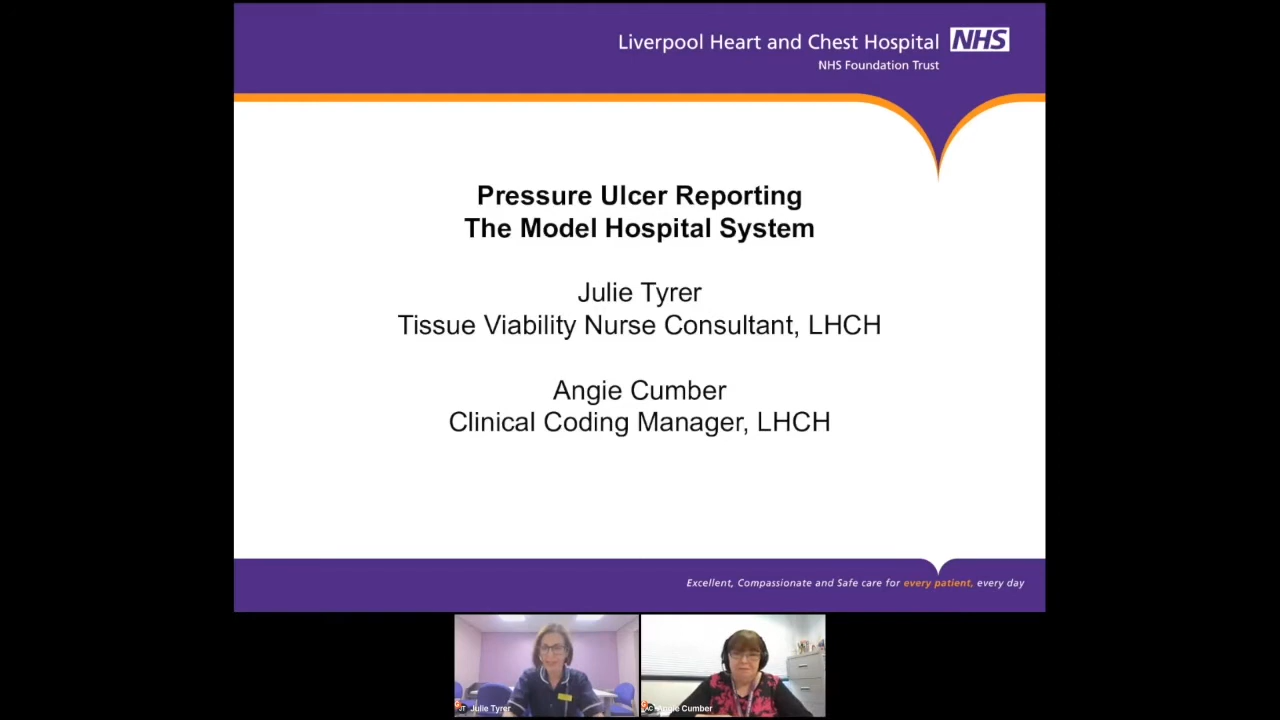 Liverpool Heart and Chest Hospital NHS
NHS Foundation Trust
Pressure Ulcer Reporting
The Model Hospital System
Julie Tyrer
Tissue Viability Nurse Consultant, LHCH
Angie Cumber
Clinical Coding Manager, LHCH
Excellent, Compassionate and Safe care for every patient, every day
JT Julie Tyrer
AC Angie Cumber